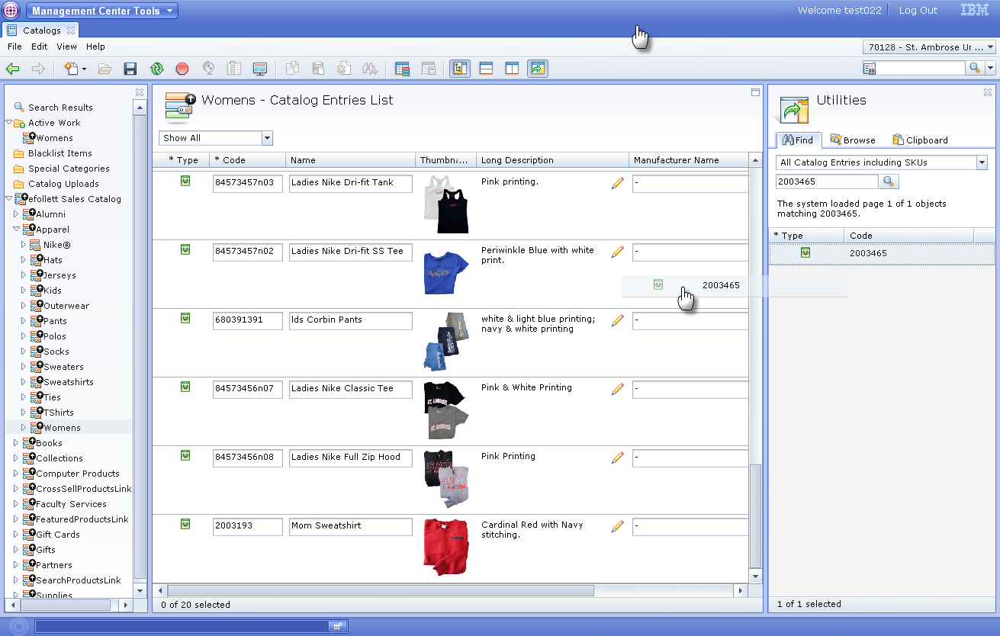 Management Center Tools
Welcome test022
Log Out
IBM
Catalogs
File Edit View Help
70128 - St. Ambrose Ur ...
Search Results
Active Work
Womens
Blacklist Items
Special Categories
Catalog Uploads
efollett Sales Catalog
Alumni
Apparel
Nike®
Hats
Jerseys
Kids
Outerwear
Pants
Polos
Socks
Sweaters
Sweatshirts
Ties
TShirts
Womens
Books
Collections
Computer Products
CrossSellProductsLink
Faculty Services
FeaturedProductsLink
Gift Cards
Gifts
Partners
SearchProductsLink
Supplies
Womens - Catalog Entries List
Show All
* Type * Code Name Thumbna... Long Description Manufacturer Name
84573457n03 Ladies Nike Dri-fit Tank Pink printing. -
84573457n02 Ladies Nike Dri-fit SS Tee Periwinkle Blue with white -
print.
680391391 lds Corbin Pants white & light blue printing; -
navy & white printing
84573456n07 Ladies Nike Classic Tee Pink & White Printing -
ST. AMBROSE
ST. AMBROSE
84573456n08 Ladies Nike Full Zip Hood Pink Printing -
2003193 Mom Sweatshirt Cardinal Red with Navy -
stitching.
0 of 20 selected
2003465
Utilities
Find Browse Clipboard
All Catalog Entries including SKUs
2003465
The system loaded page 1 of 1 objects
matching 2003465.
* Type Code
2003465
1 of 1 selected